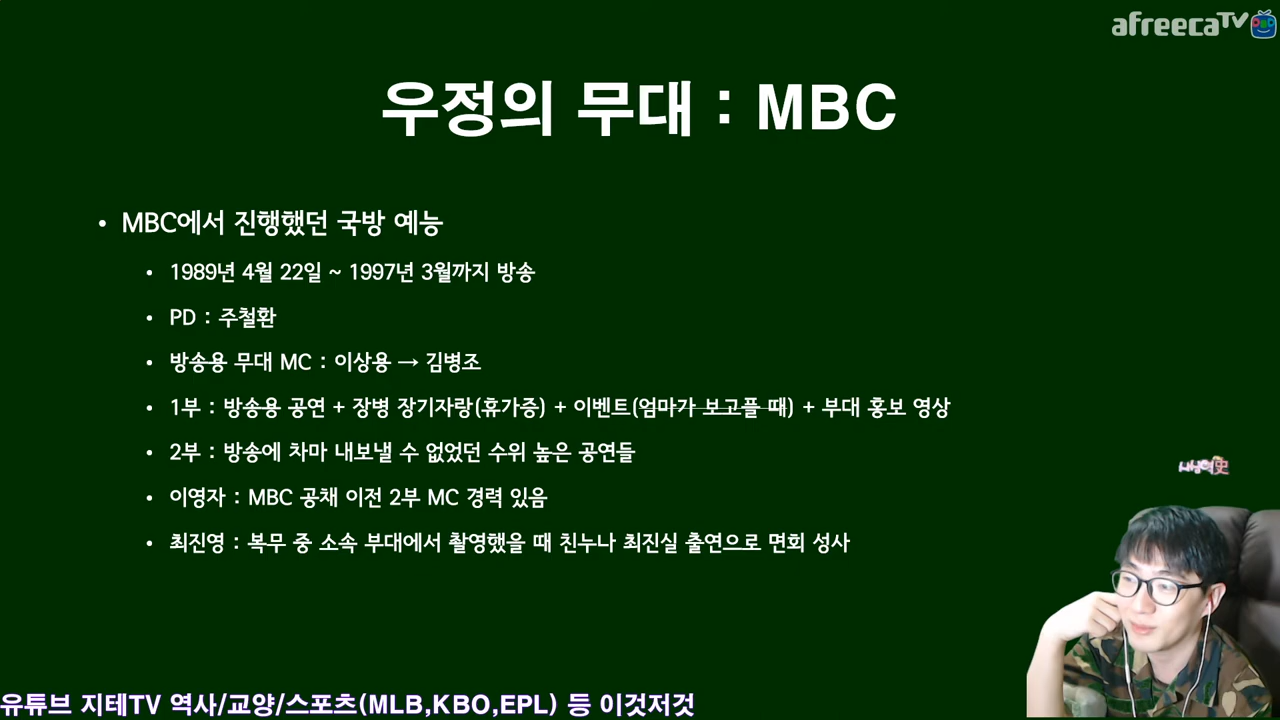 afreecaTV
우정의 무대 : MBC
• MBC에서 진행했던 국방 예능
• 1989년 4월 22일 ~ 1997년 3월까지 방송
• PD : 주철환
• 방송용 무대 MC : 이상용 → 김병조
• 1부 : 방송용 공연 + 장병 장기자랑(휴가증) + 이벤트(엄마가 보고플 때) + 부대 홍보 영상
• 2부 : 방송에 차마 내보낼 수 없었던 수위 높은 공연들
• 이영자 : MBC 공채 이전 2부 MC 경력 있음
• 최진영 : 복무 중 소속 부대에서 촬영했을 때 친누나 최진실 출연으로 면회 성사
유튜브 지테TV 역사/교양/스포츠(MLB,KBO,EPL) 등 이것저것